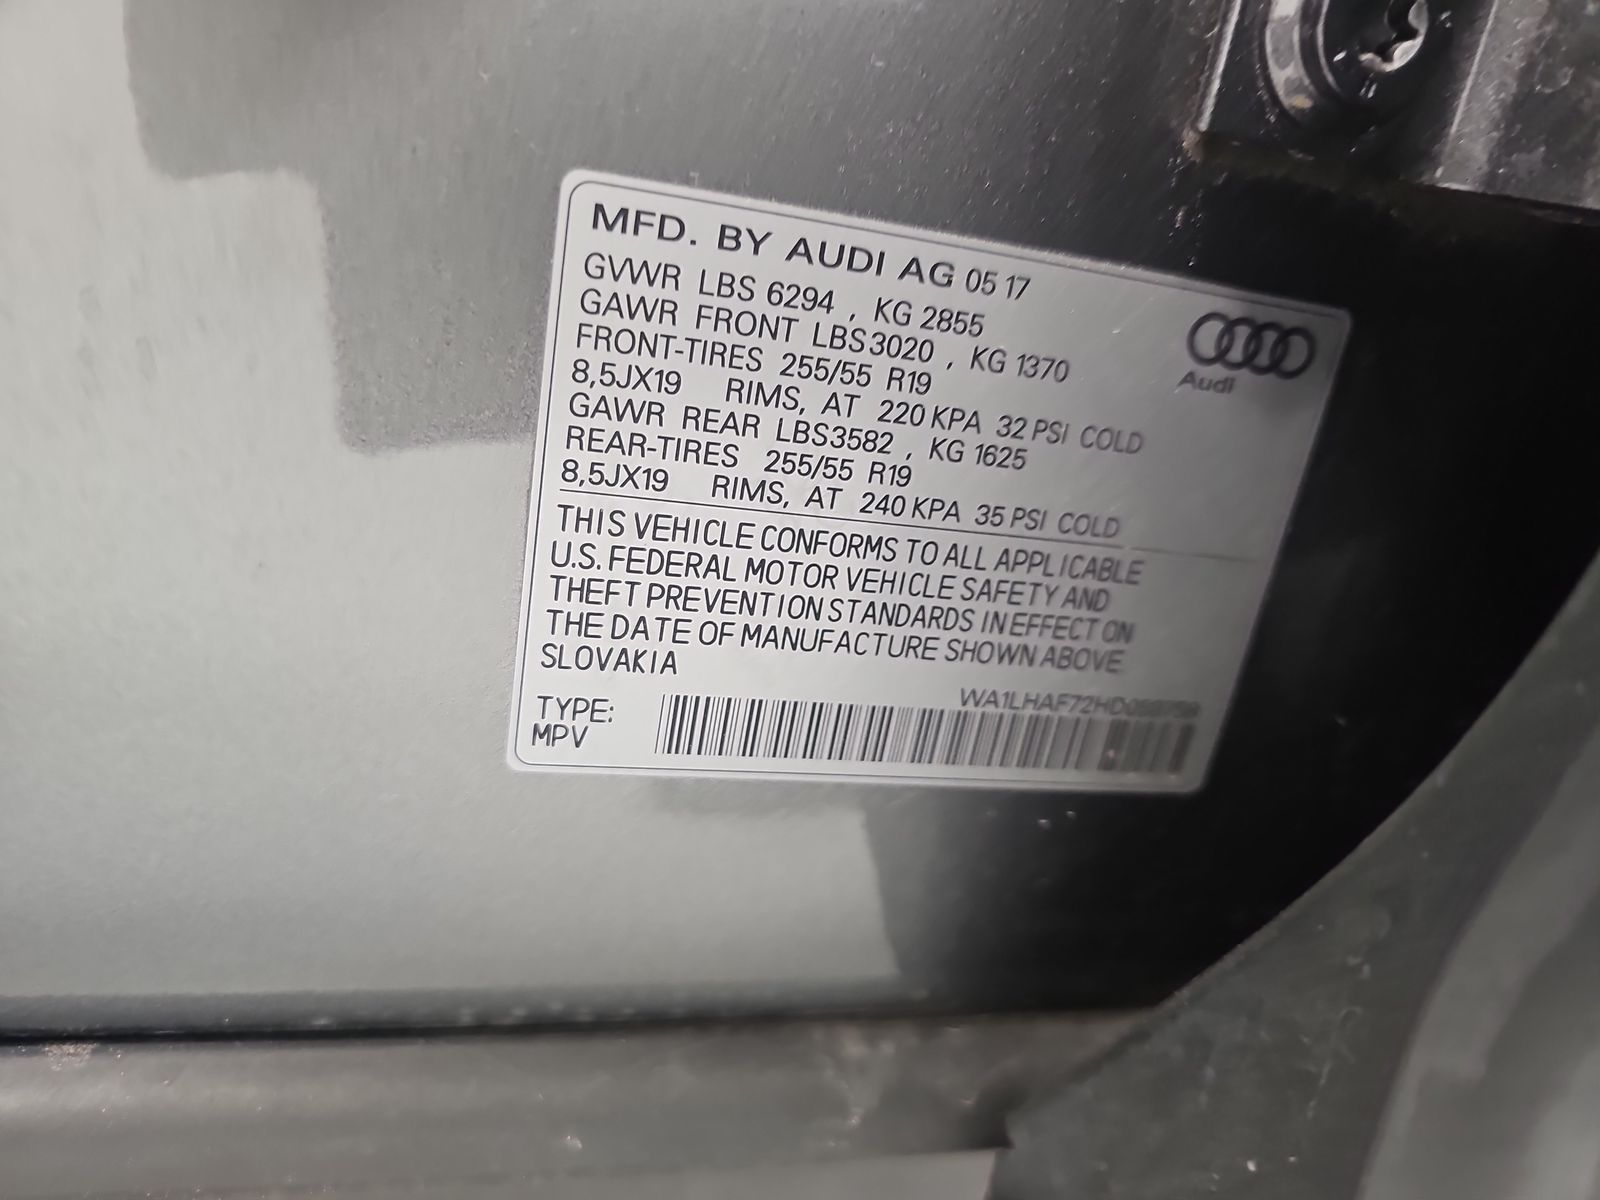 MFD. BY AUDI AG 05 17
GVWR LBS 6294 , KG 2855
GAWR FRONT LBS3020 , KG 1370
FRONT-TIRES 255/55 R19
8,5JX19 RIMS, AT 220 KPA 32 PSI COLD
GAWR REAR LBS3582 , KG 1625
REAR-TIRES 255/55 R19
8,5JX19 RIMS, AT 240 KPA 35 PSI COLD
Audi
THIS VEHICLE CONFORMS TO ALL APPLICABLE
U.S. FEDERAL MOTOR VEHICLE SAFETY AND
THEFT PREVENTION STANDARDS IN EFFECT ON
THE DATE OF MANUFACTURE SHOWN ABOVE
SLOVAKIA
TYPE:
MPV